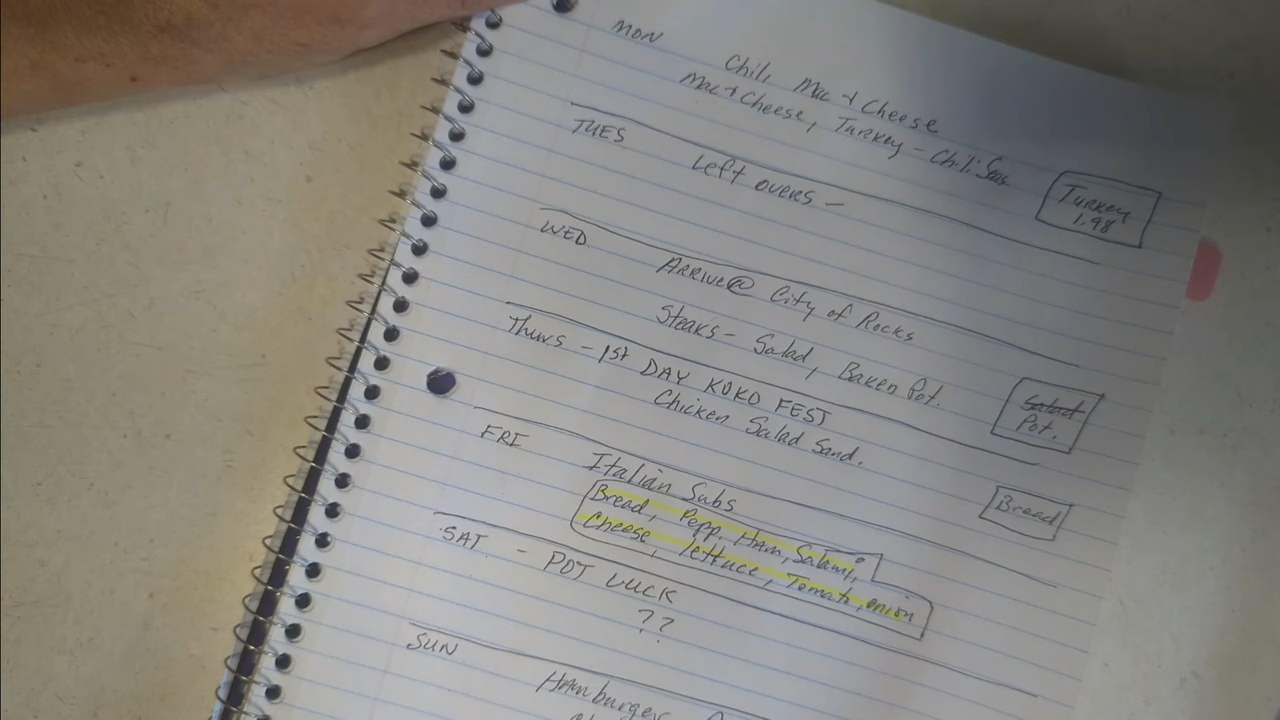 MON
Chili Mac + Cheese
Mac + Cheese, Turkey - Chili Seas.
Turkey
1.98
TUES
Left overs -
WED
Arrive @ City of Rocks
Steaks - Salad, Baked Pot.
Salad
Pot.
Thurs - 1st DAY KOKO FEST
Chicken Salad Sand.
Bread
FRI
Italian Subs
Bread, Pepp, Ham, Salami,
Cheese, lettuce, Tomato, onion
SAT - POT LUCK
??
SUN
Hamburger